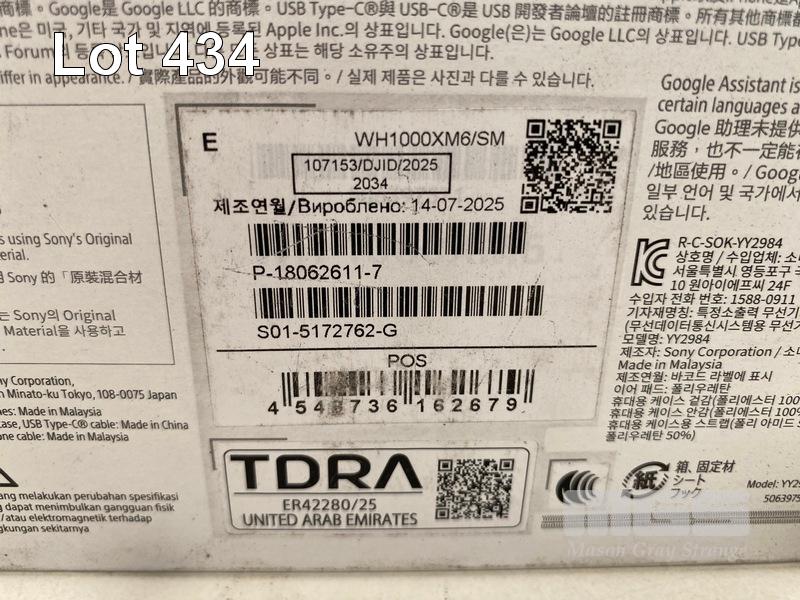 Lot 434
商標。Google是 Google LLC 的商標。USB Type-C®與 USB-C® 是 USB 開發者論壇的註冊商標。所有其他商標
은 미국, 기타 국가 및 지역에 등록된 Apple Inc.의 상표입니다. Google(은)는 Google LLC의 상표입니다. USB
상표는 해당 소유주의 상표입니다.
differ in appearance. / 實際產品的外觀可能不同。/ 실제 제품은 사진과 다를 수 있습니다.
Google Assistant is
certain languages
Google 助理未提供
服務，也不一定能
/地區使用。/
일부 언어 및 국가에서
있습니다.
E
WH1000XM6/SM
107153/DJID/2025
2034
제조연월/Вироблено: 14-07-2025
P-18062611-7
S01-5172762-G
POS
4 548736 162679
using Sony's Original
用 Sony 的「原裝混合材
는 Sony의 Original
Material을 사용하고
Corporation,
Minato-ku Tokyo, 108-0075 Japan
Made in Malaysia
USB Type-C® cable: Made in China
cable: Made in Malaysia
R-C-SOK-YY2984
상호명 / 수입업체:
서울특별시 영등포구
10 원아이에프씨 24F
수입자 전화 번호: 1588-0911
기자재명칭: 특정소출력 무선기
(무선데이터통신시스템용 무선기
모델명: YY2984
제조자: Sony Corporation /
Made in Malaysia
제조연월: 바코드 라벨에 표시
이어 패드: 폴리우레탄
휴대용 케이스 겉감(폴리에스터 100
휴대용 케이스 안감(폴리에스터 100
휴대용 케이스용 스트랩(폴리 아미드
폴리우레탄 50%)
melakukan perubahan spesifikasi
dapat menimbulkan gangguan fisik
/atau elektromagnetik terhadap
sekitarnya
TDRA
ER42280/25
UNITED ARAB EMIRATES
紙
箱、固定材
シート
フック
Model:
MGS
Mason Gray Strange